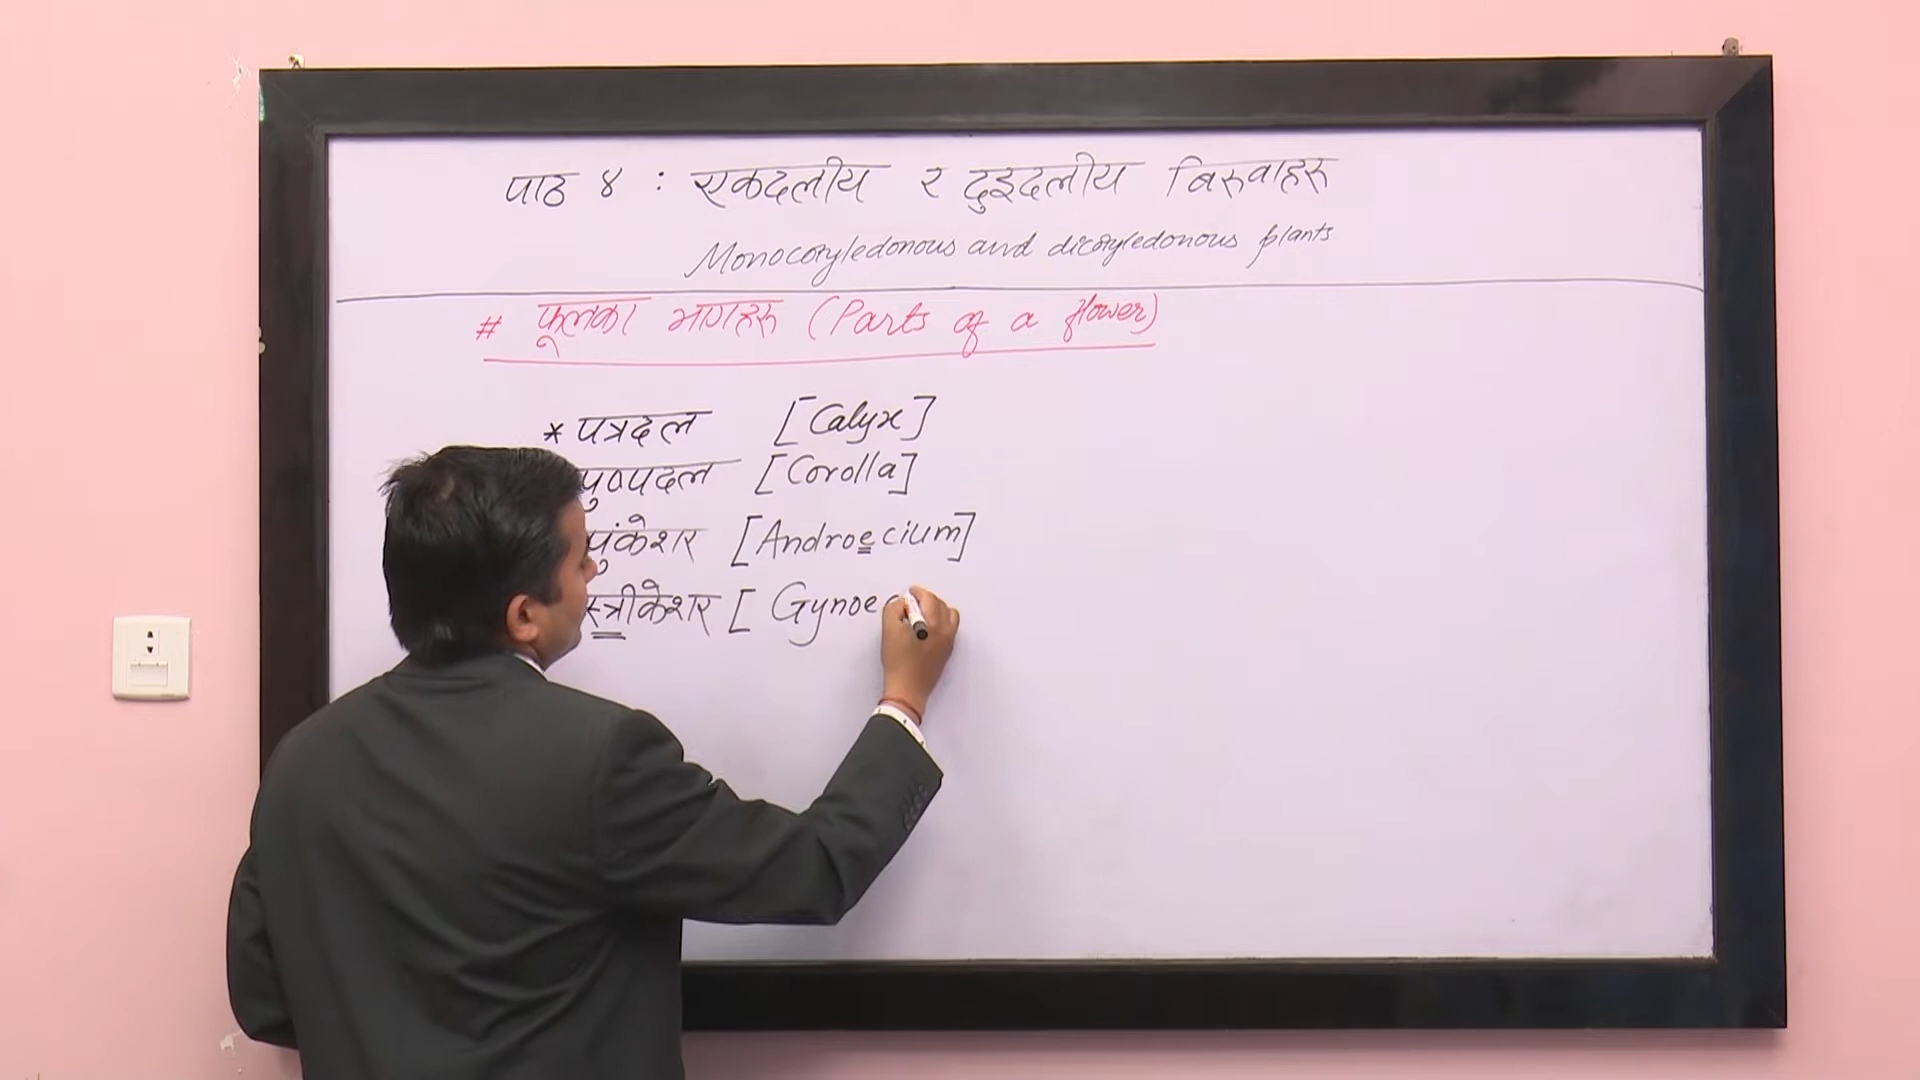 पाठ ४ : एकदलीय र दुइदलीय बिरुवाहरु
Monocotyledonous and dicotyledonous plants
# फूलका भागहरु (Parts of a flower)
* पत्रदल [Calyx]
पुष्पदल [Corolla]
पुंकेशर [Androecium]
स्त्रीकेशर [ Gynoec